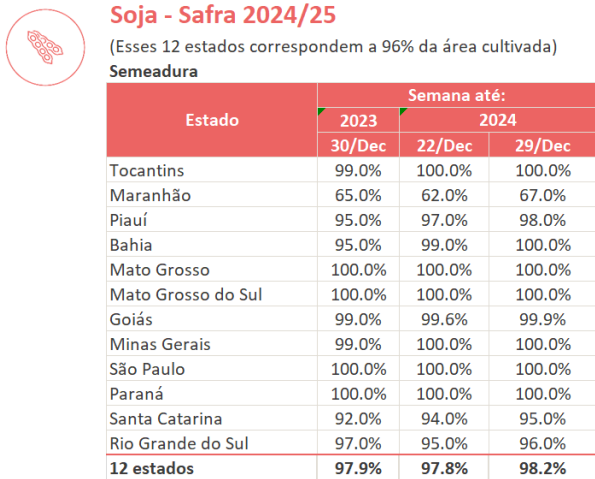 Soja - Safra 2024/25
(Esses 12 estados correspondem a 96% da área cultivada)
Semeadura
Semana até:
Estado 2023 2024
30/Dec 22/Dec 29/Dec
Tocantins 99.0% 100.0% 100.0%
Maranhão 65.0% 62.0% 67.0%
Piauí 95.0% 97.0% 98.0%
Bahia 95.0% 99.0% 100.0%
Mato Grosso 100.0% 100.0% 100.0%
Mato Grosso do Sul 100.0% 100.0% 100.0%
Goiás 99.0% 99.6% 99.9%
Minas Gerais 99.0% 100.0% 100.0%
São Paulo 100.0% 100.0% 100.0%
Paraná 100.0% 100.0% 100.0%
Santa Catarina 92.0% 94.0% 95.0%
Rio Grande do Sul 97.0% 95.0% 96.0%
12 estados 97.9% 97.8% 98.2%